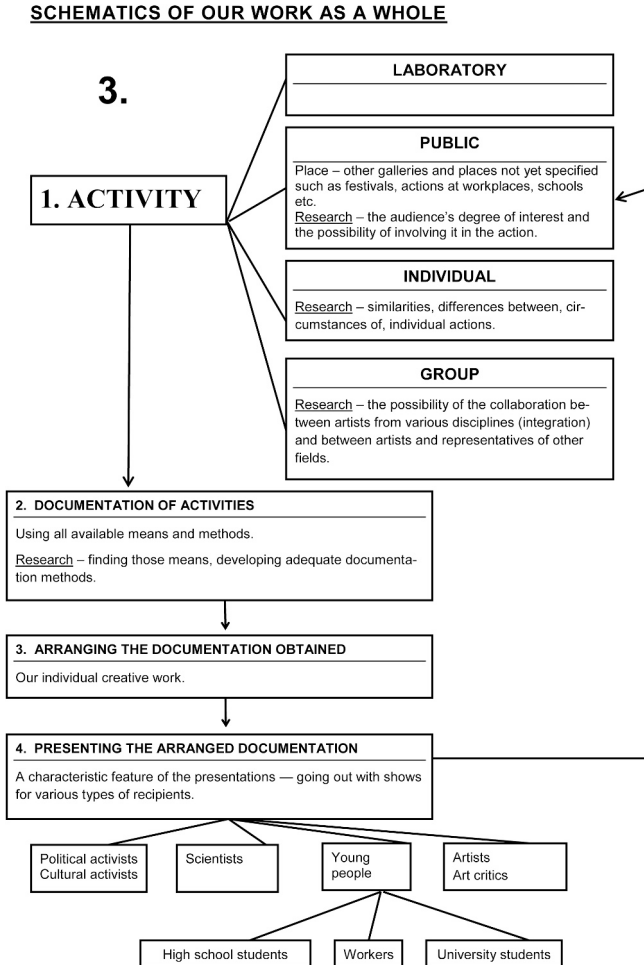 SCHEMATICS OF OUR WORK AS A WHOLE
3.
1. ACTIVITY
LABORATORY
PUBLIC
Place – other galleries and places not yet specified
such as festivals, actions at workplaces, schools
etc.
Research – the audience’s degree of interest and
the possibility of involving it in the action.
INDIVIDUAL
Research – similarities, differences between, cir-
cumstances of, individual actions.
GROUP
Research – the possibility of the collaboration be-
tween artists from various disciplines (integration)
and between artists and representatives of other
fields.
2. DOCUMENTATION OF ACTIVITIES
Using all available means and methods.
Research – finding those means, developing adequate documenta-
tion methods.
3. ARRANGING THE DOCUMENTATION OBTAINED
Our individual creative work.
4. PRESENTING THE ARRANGED DOCUMENTATION
A characteristic feature of the presentations — going out with shows
for various types of recipients.
Political activists
Cultural activists
Scientists
Young
people
Artists
Art critics
High school students
Workers
University students